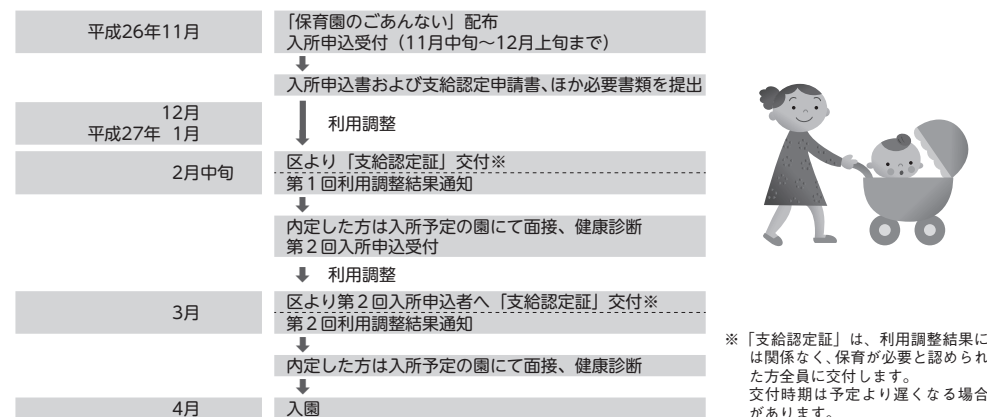 平成26年11月
「保育園のごあんない」配布
入所申込受付（11月中旬～12月上旬まで）
入所申込書および支給認定申請書、ほか必要書類を提出
12月
平成27年 1月
利用調整
2月中旬
区より「支給認定証」交付※
第1回利用調整結果通知
内定した方は入所予定の園にて面接、健康診断
第2回入所申込受付
利用調整
3月
区より第2回入所申込者へ「支給認定証」交付※
第2回利用調整結果通知
内定した方は入所予定の園にて面接、健康診断
4月
入園
※「支給認定証」は、利用調整結果に
は関係なく、保育が必要と認められ
た方全員に交付します。
交付時期は予定より遅くなる場合
があります。